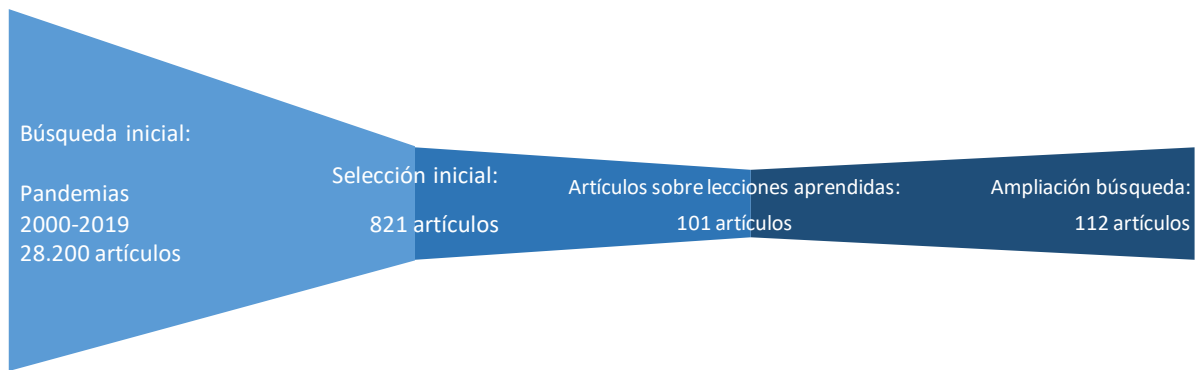 Búsqueda inicial:
Pandemias
2000-2019
28.200 artículos
Selección inicial:
821 artículos
Artículos sobre lecciones aprendidas:
101 artículos
Ampliación búsqueda:
112 artículos